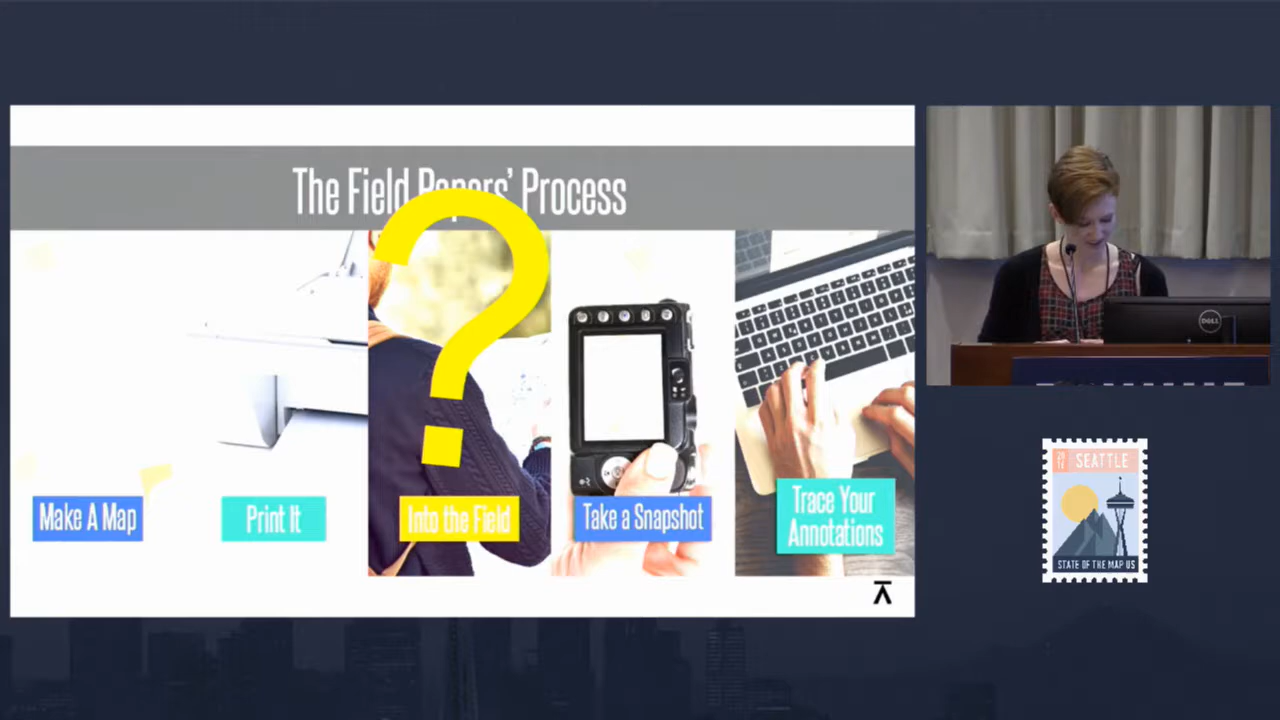 The Field Papers' Process
Make A Map
Print It
Into the Field
Take a Snapshot
Trace Your
Annotations
DELL
SEATTLE
STATE OF THE MAP US